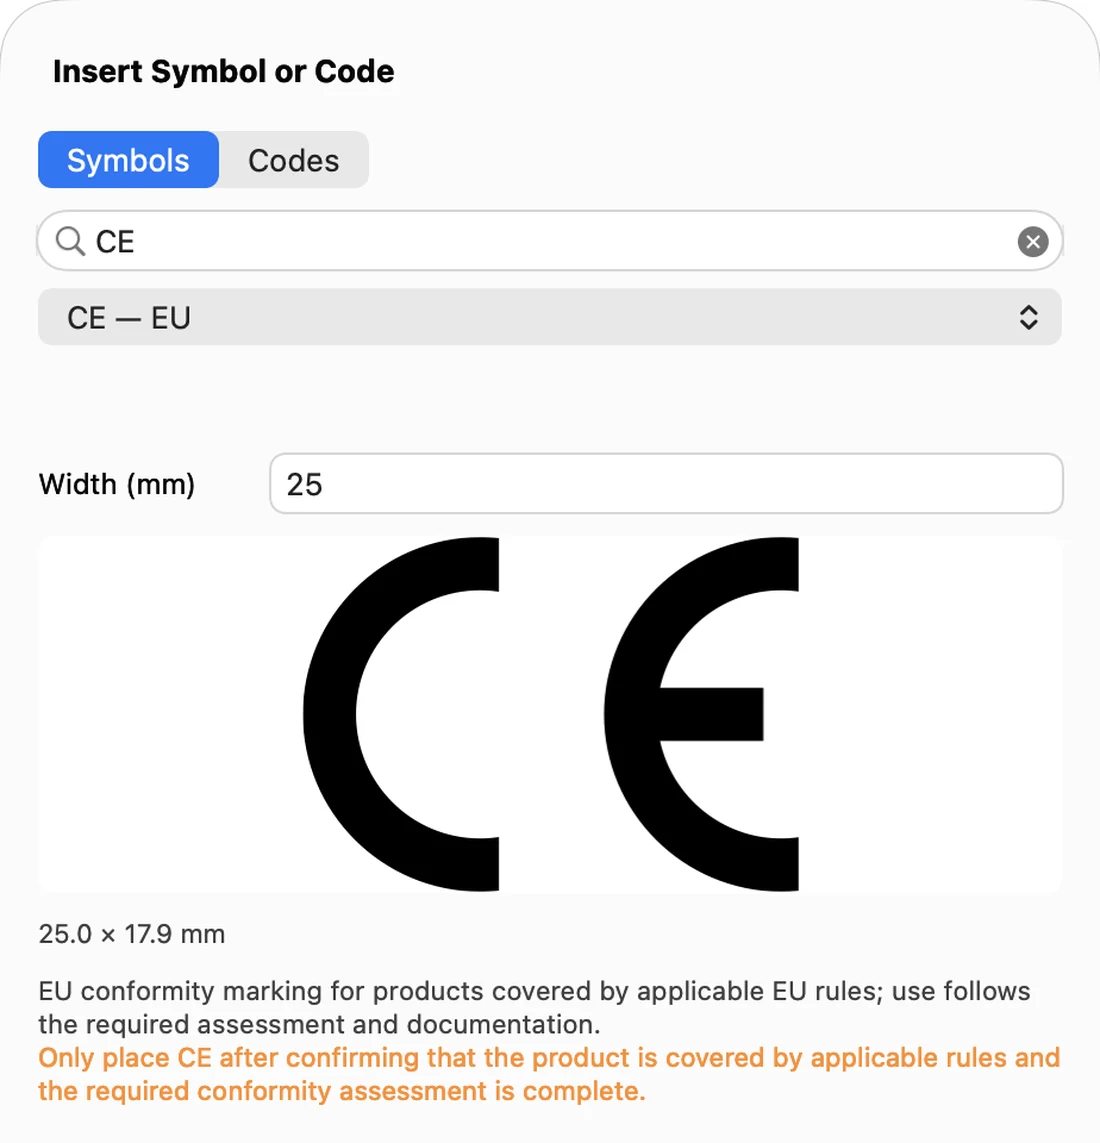 Insert Symbol or Code
Symbols Codes
CE
CE — EU
Width (mm) 25
CE
25.0 × 17.9 mm
EU conformity marking for products covered by applicable EU rules; use follows
the required assessment and documentation.
Only place CE after confirming that the product is covered by applicable rules and
the required conformity assessment is complete.